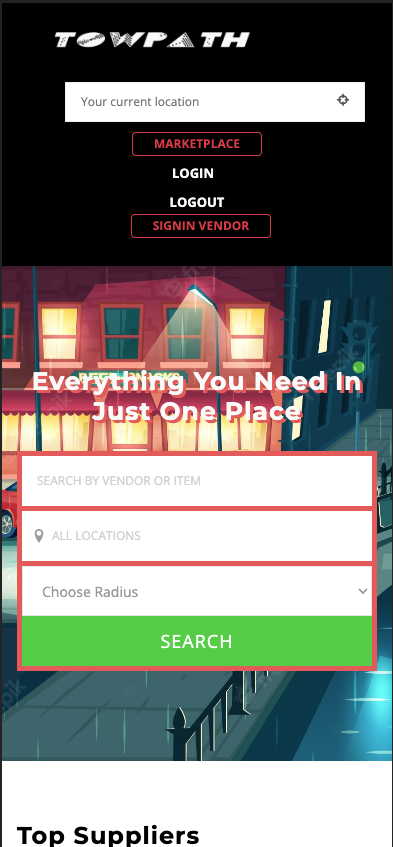 TOWPATH
Your current location
MARKETPLACE
LOGIN
LOGOUT
SIGNIN VENDOR
Everything You Need In
Just One Place
SEARCH BY VENDOR OR ITEM
ALL LOCATIONS
Choose Radius
SEARCH
Top Suppliers